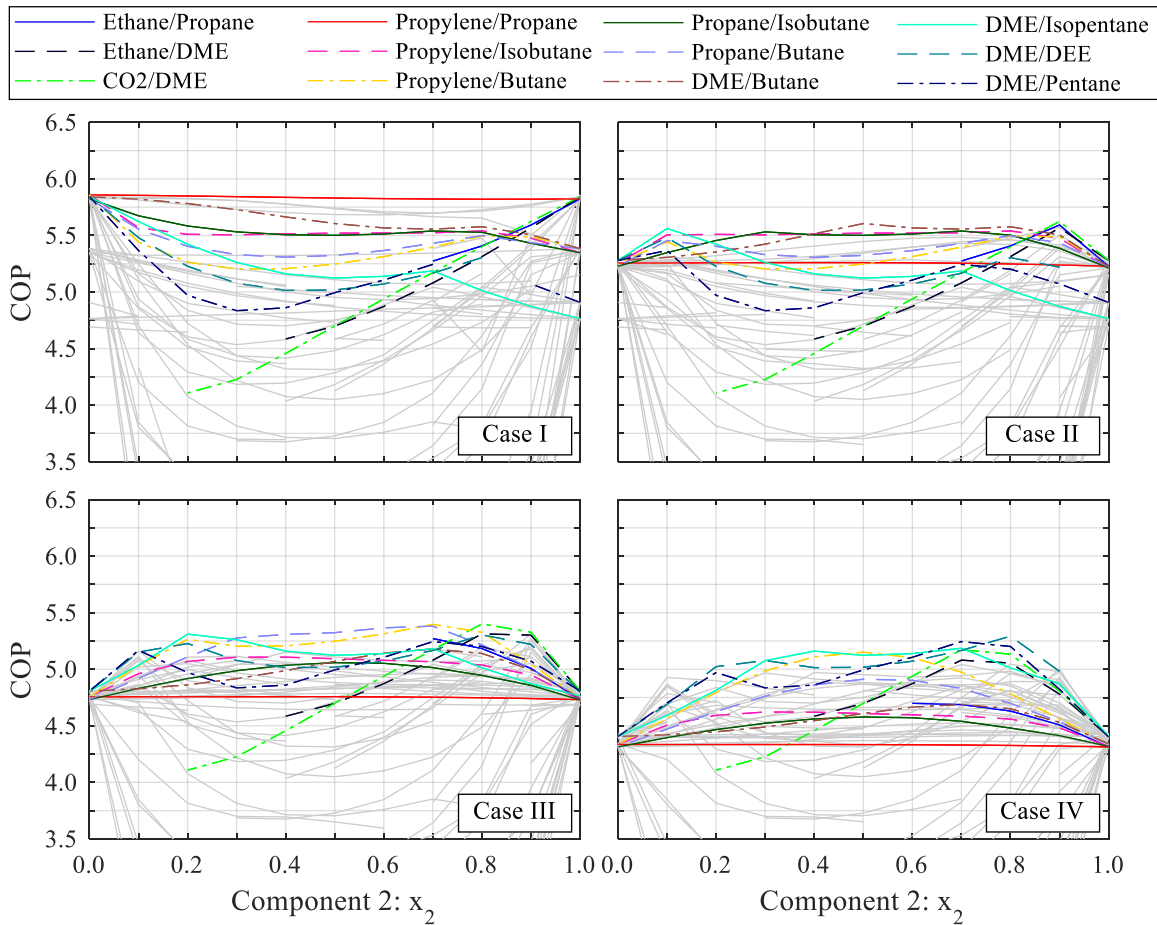 Ethane/Propane Propylene/Propane Propane/Isobutane DME/Isopentane
Ethane/DME Propylene/Isobutane Propane/Butane DME/DEE
CO2/DME Propylene/Butane DME/Butane DME/Pentane
6.5
6.0
5.5
5.0
4.5
4.0
3.5
COP
Case I
Case II
6.5
6.0
5.5
5.0
4.5
4.0
3.5
COP
Case III
Case IV
0.0 0.2 0.4 0.6 0.8 1.0 0.0 0.2 0.4 0.6 0.8 1.0
Component 2: x2 Component 2: x2